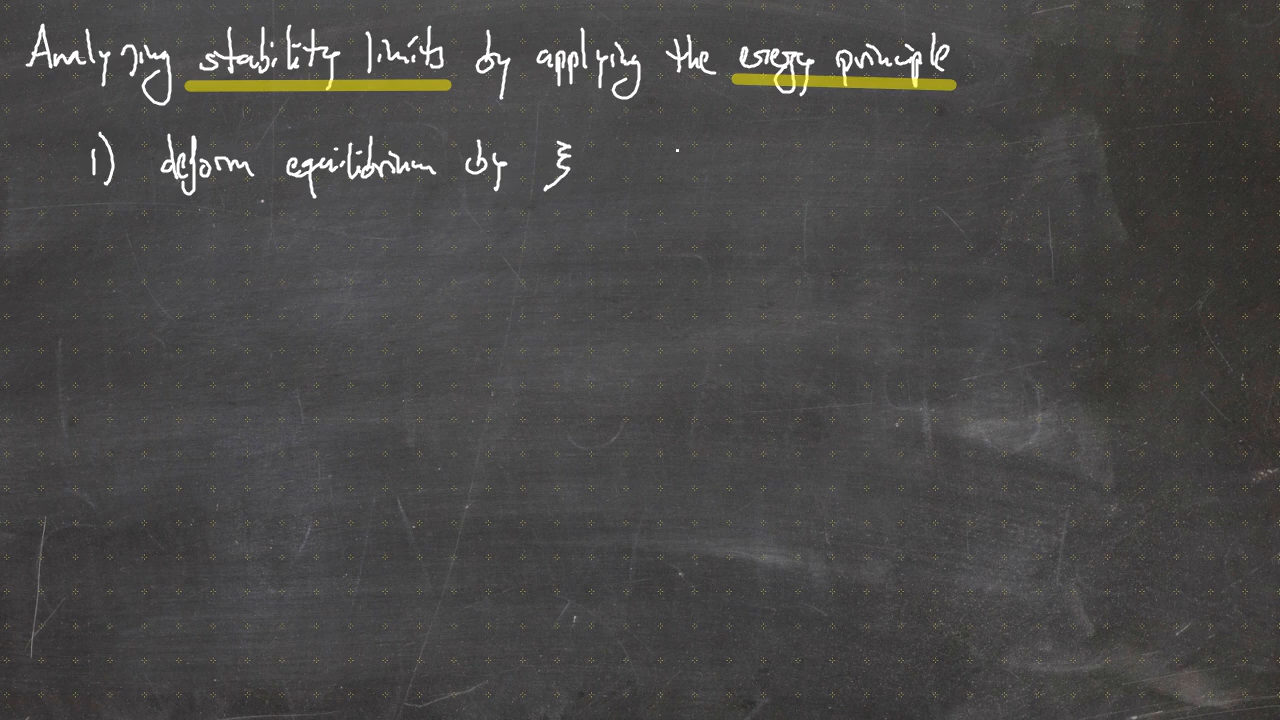 Analyzing stability limits by applying the energy principle
1) deform equilibrium by ξ